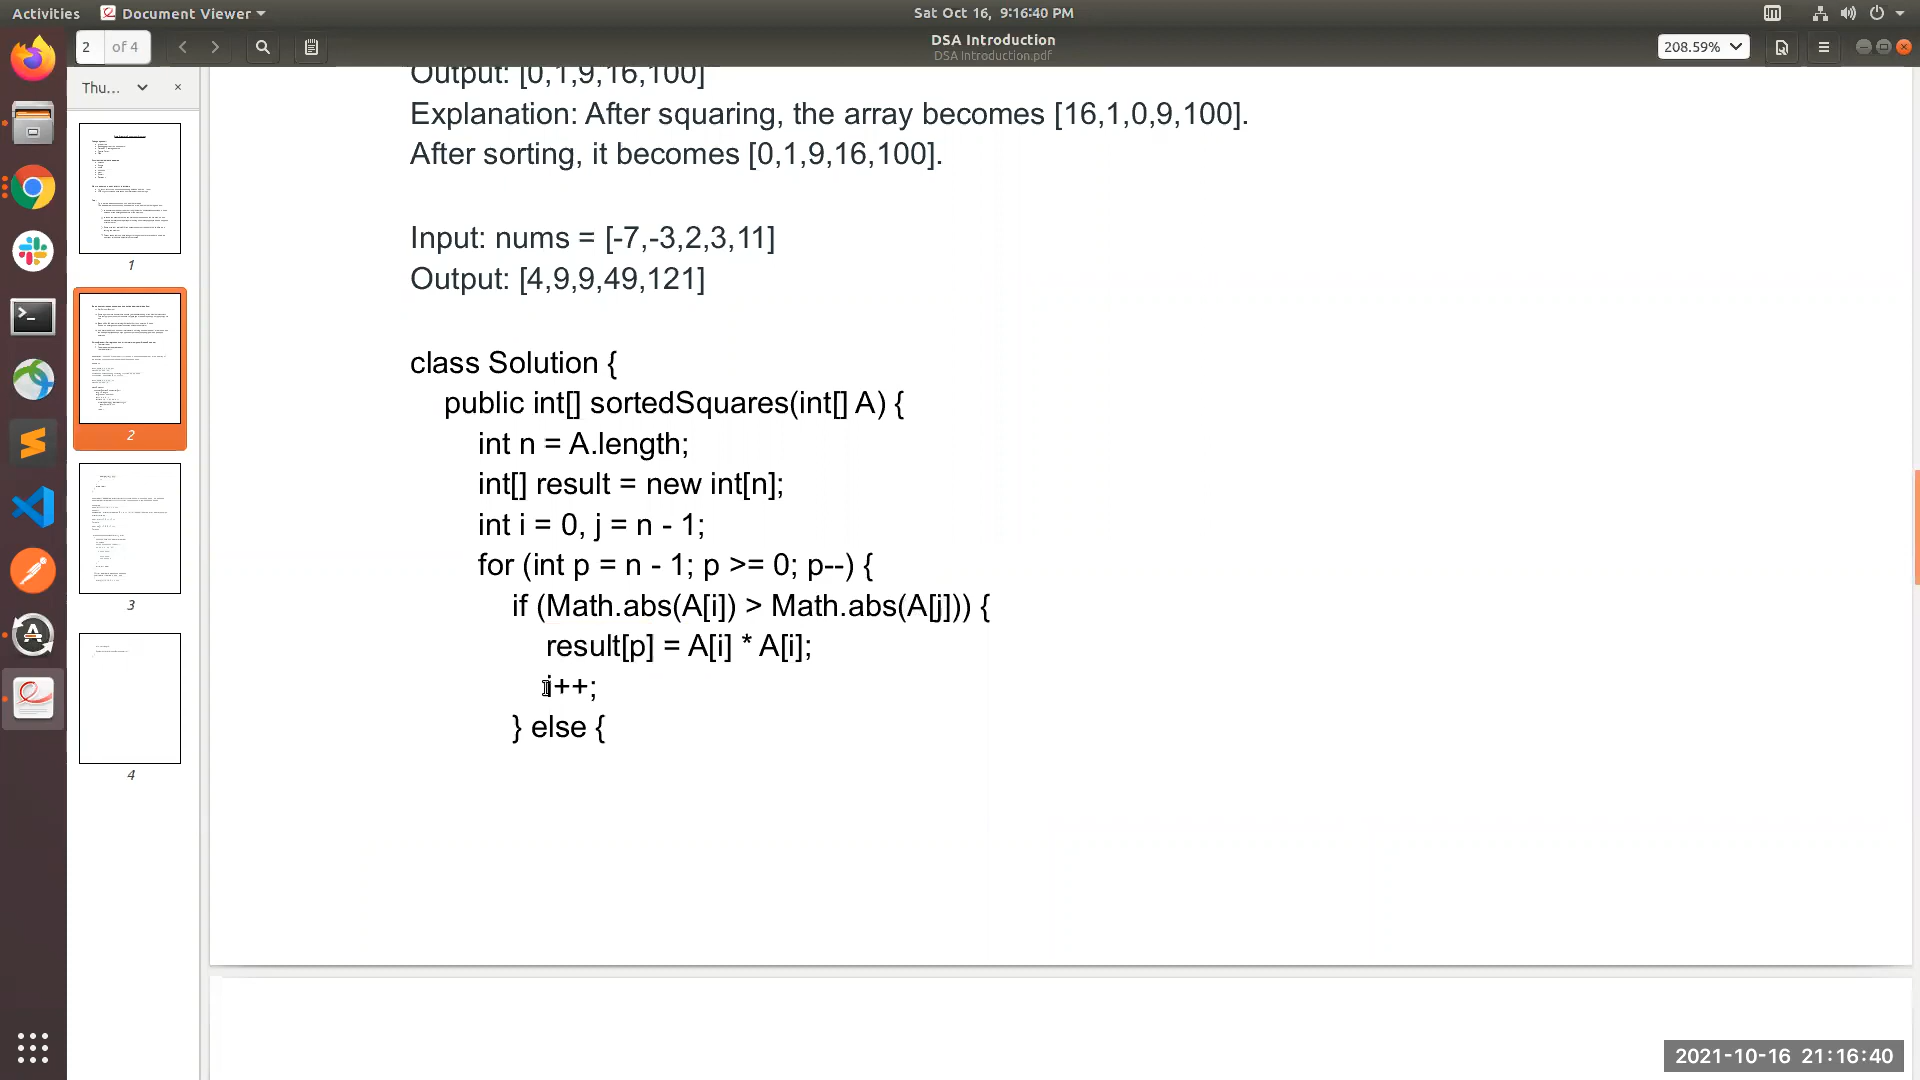 Activities
Document Viewer
Sat Oct 16, 9:16:40 PM
2 of 4
DSA Introduction
DSA Introduction.pdf
208.59%
Thu...
1
2
3
4
Output: [0,1,9,16,100]
Explanation: After squaring, the array becomes [16,1,0,9,100].
After sorting, it becomes [0,1,9,16,100].
Input: nums = [-7,-3,2,3,11]
Output: [4,9,9,49,121]
class Solution {
public int[] sortedSquares(int[] A) {
int n = A.length;
int[] result = new int[n];
int i = 0, j = n - 1;
for (int p = n - 1; p >= 0; p--) {
if (Math.abs(A[i]) > Math.abs(A[j])) {
result[p] = A[i] * A[i];
i++;
} else {
2021-10-16 21:16:40